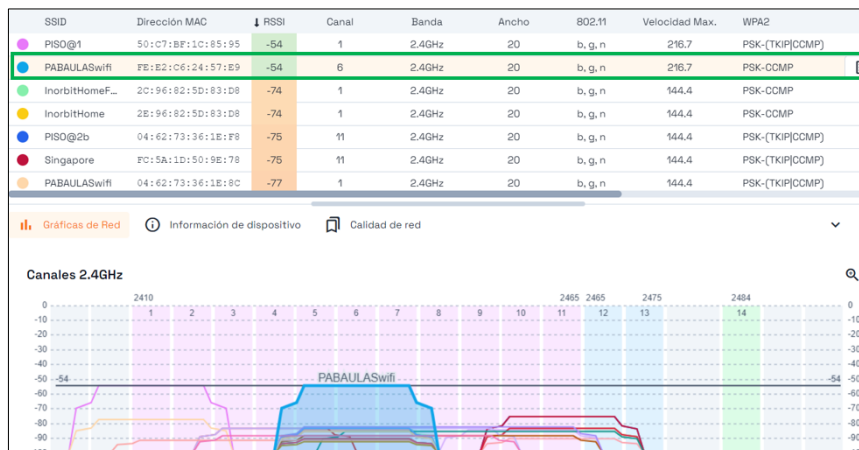 SSID Dirección MAC ↓ RSSI Canal Banda Ancho 802.11 Velocidad Max. WPA2
PISO@1 50:C7:BF:1C:85:95 -54 1 2.4GHz 20 b, g, n 216.7 PSK-(TKIP|CCMP)
PABAULASwifi FE:E2:C6:24:57:E9 -54 6 2.4GHz 20 b, g, n 216.7 PSK-CCMP
InorbitHomeF... 2C:96:82:5D:83:D8 -74 1 2.4GHz 20 b, g, n 144.4 PSK-CCMP
InorbitHome 2E:96:82:5D:83:D8 -74 1 2.4GHz 20 b, g, n 144.4 PSK-CCMP
PISO@2b 04:62:73:36:1E:F8 -75 11 2.4GHz 20 b, g, n 144.4 PSK-(TKIP|CCMP)
Singapore FC:5A:1D:50:9E:78 -75 11 2.4GHz 20 b, g, n 144.4 PSK-(TKIP|CCMP)
PABAULASwifi 04:62:73:36:1E:8C -77 1 2.4GHz 20 b, g, n 144.4 PSK-(TKIP|CCMP)
Gráficas de Red Información de dispositivo Calidad de red
Canales 2.4GHz
2410 2465 2465 2475 2484
0 1 2 3 4 5 6 7 8 9 10 11 12 13 14 0
-10 -10
-20 -20
-30 -30
-40 -40
-50 -54 PABAULASwifi -54 -50
-60 -60
-70 -70
-80 -80
-90 -90